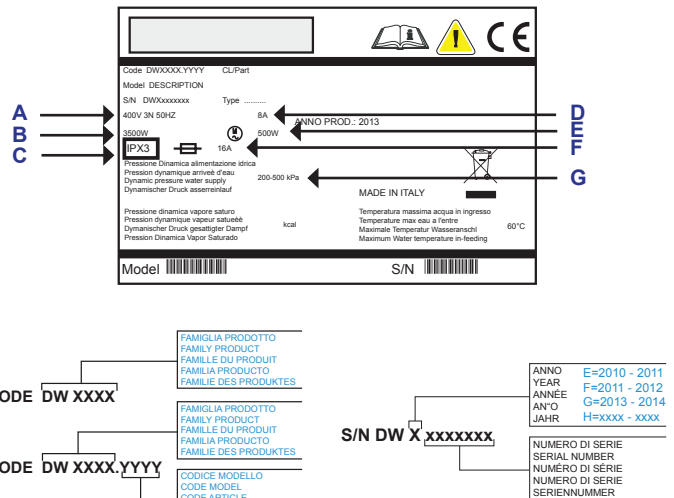 Code DWXXXX.YYYY CL/Part
Model DESCRIPTION
S/N DWXxxxxxx Type ..........
A 400V 3N 50HZ 8A D
ANNO PROD.: 2013
B 3500W 500W E
C IPX3 16A F
Pressione Dinamica alimentazione idrica
Pression dynamique arriveè d'eau
Dynamic pressure water supply
Dynamischer Druck asserreinlauf
200-500 kPa G
MADE IN ITALY
Pressione dinamica vapore saturo
Pression dynamique vapeur satueèè
Dymanischer Druck gesattigter Dampf
Pression Dinamica Vapor Saturado
kcal
Temperatura massima acqua in ingresso
Temperature max eau a l'entre
Maximale Temperatur Wasseranschl
Maximum Water temperature in-feeding
60°C
Model S/N
FAMIGLIA PRODOTTO
FAMILY PRODUCT
FAMILLE DU PRODUIT
FAMILIA PRODUCTO
FAMILIE DES PRODUKTES
ODE DW XXXX
FAMIGLIA PRODOTTO
FAMILY PRODUCT
FAMILLE DU PRODUIT
FAMILIA PRODUCTO
FAMILIE DES PRODUKTES
ODE DW XXXX.YYYY
CODICE MODELLO
CODE MODEL
CODE ARTICLE
ANNO
YEAR
ANNÉE
AN"O
JAHR
E=2010 - 2011
F=2011 - 2012
G=2013 - 2014
H=xxxx - xxxx
S/N DW X xxxxxxx
NUMERO DI SERIE
SERIAL NUMBER
NUMÉRO DI SÉRIE
NUMERO DI SERIE
SERIENNUMMER